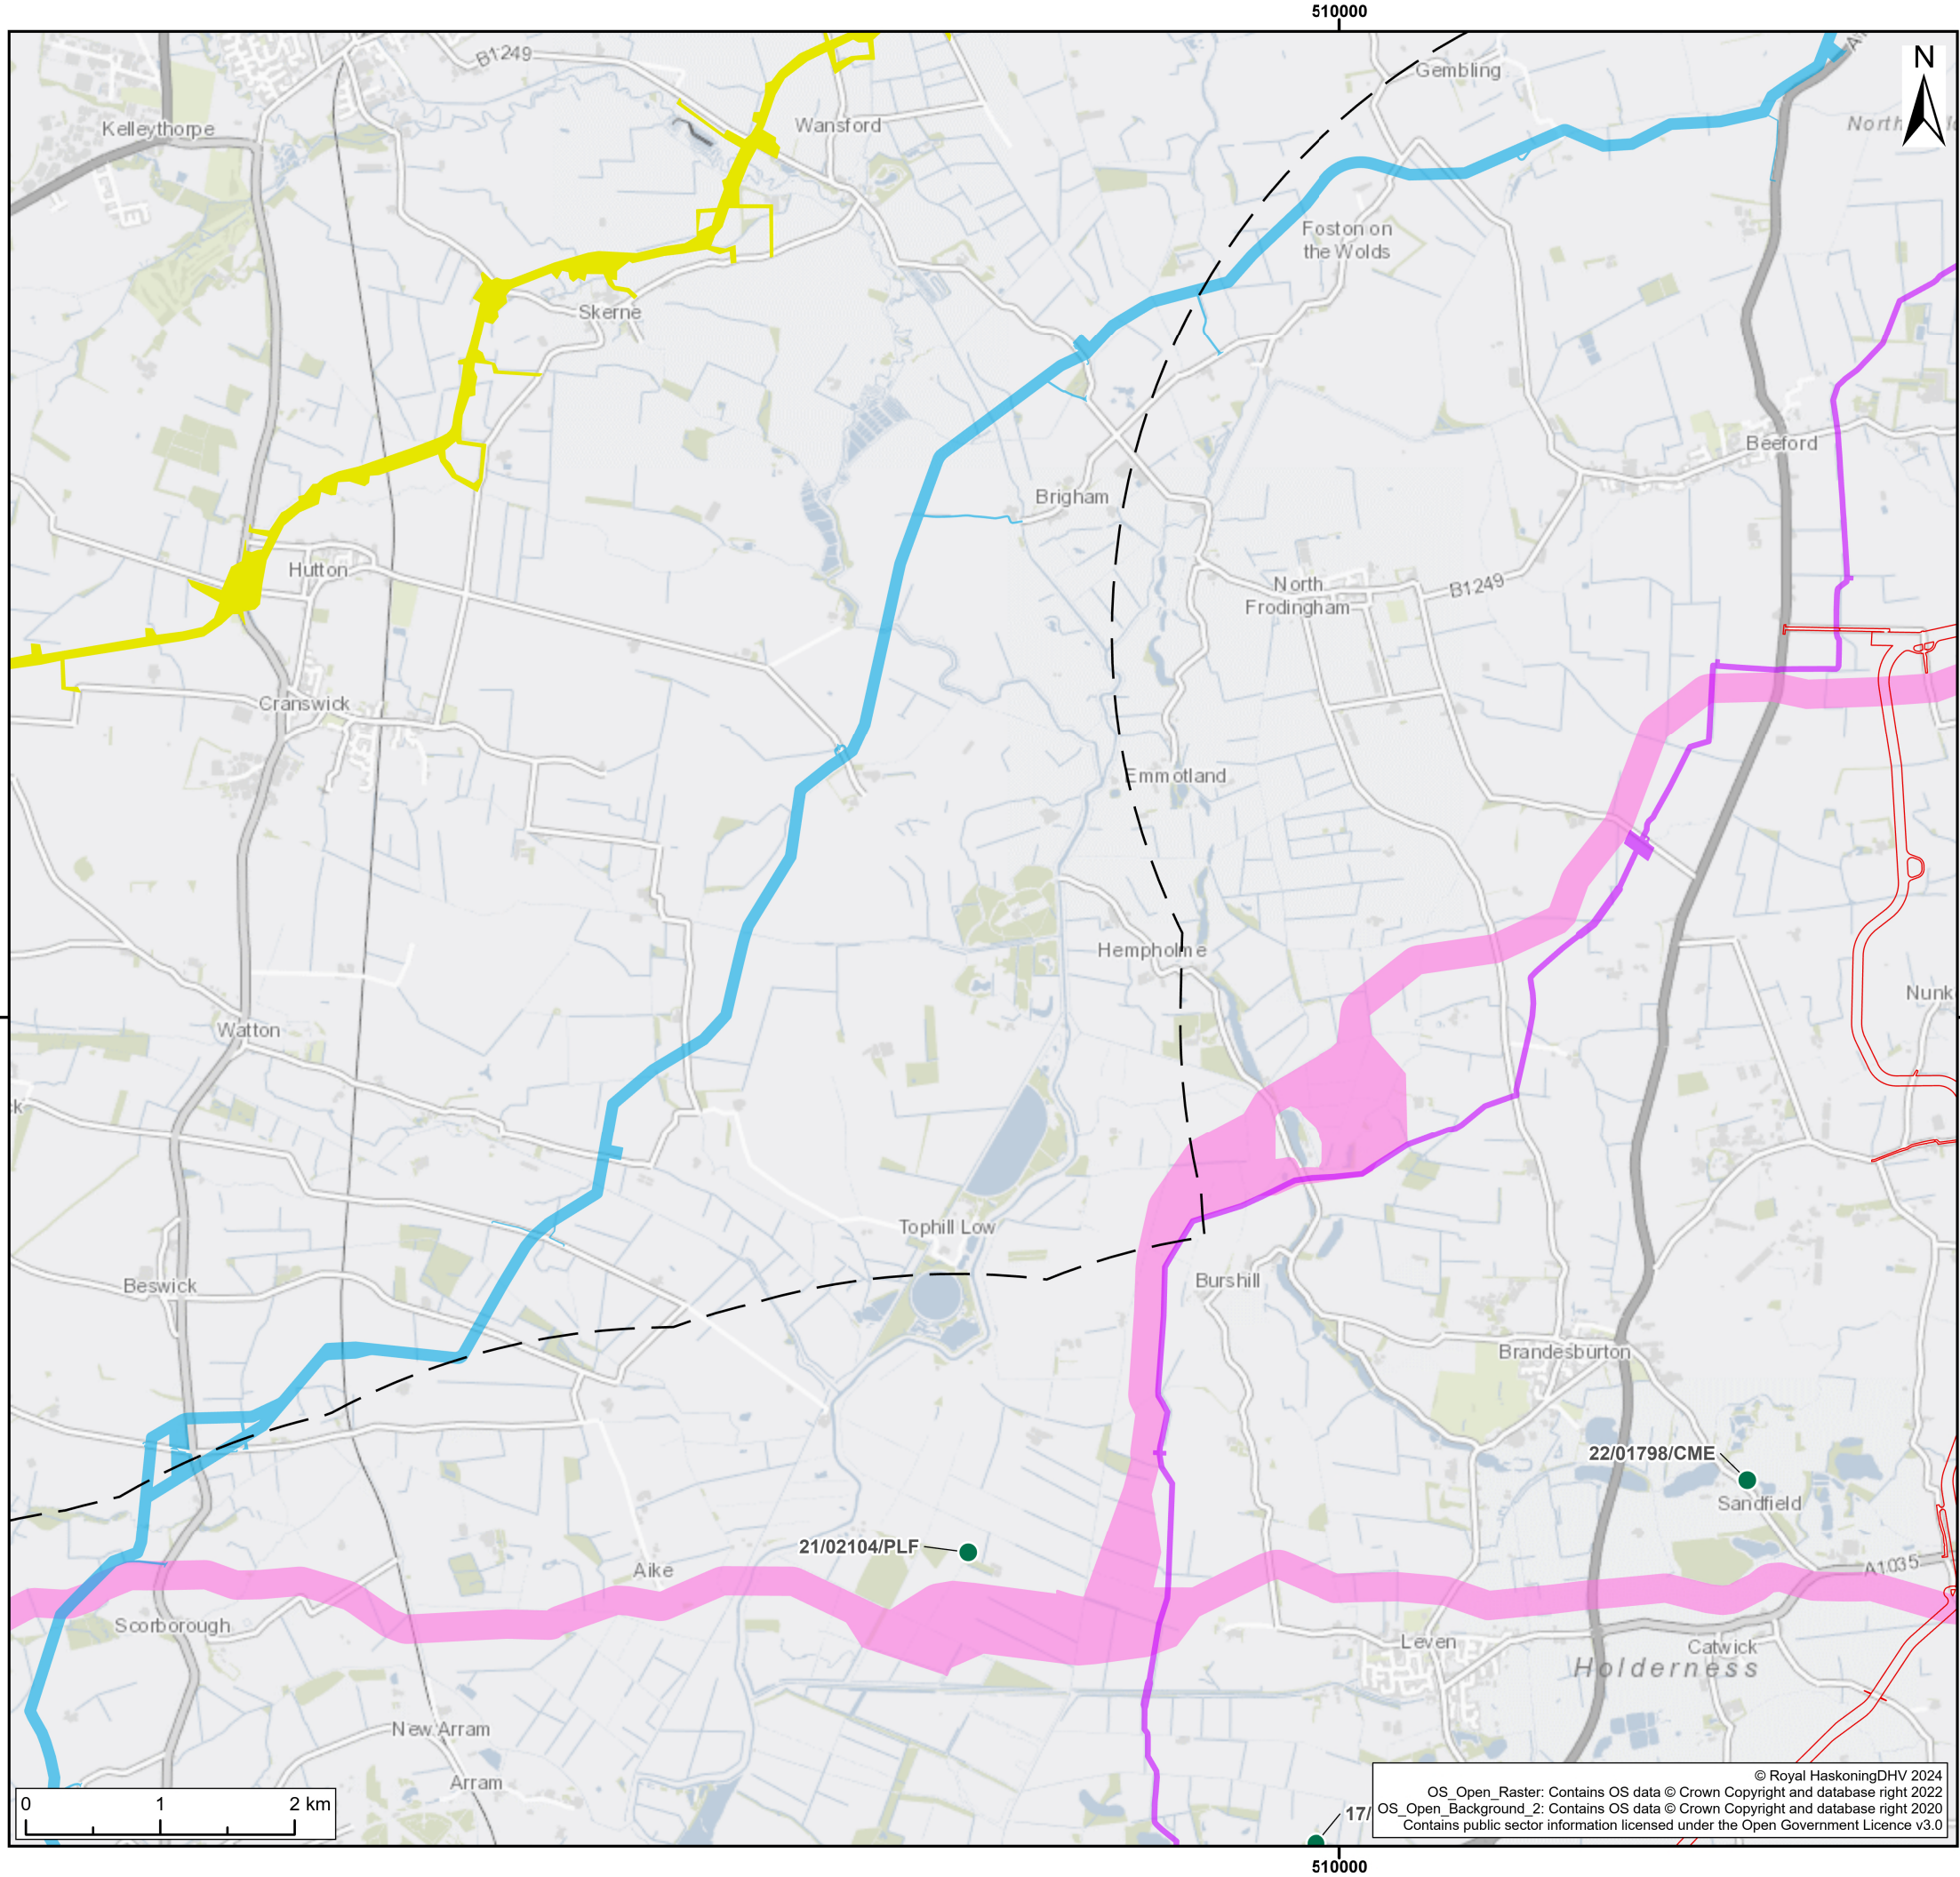 510000
B1249
Gembling
N
Kelleythorpe
Wansford
Foston on
the Wolds
Skerne
Beeford
Brigham
Hutton
North
Frodingham
B1249
Cranswick
Emmotland
Hempholme
Watton
Tophill Low
Beswick
Burshill
Brandesburton
22/01798/CME
Sandfield
21/02104/PLF
Aike
A1035
Scorborough
Leven
Catwick
Holderness
New Arram
Arram
0 1 2 km
17/
© Royal HaskoningDHV 2024
OS_Open_Raster: Contains OS data © Crown Copyright and database right 2022
OS_Open_Background_2: Contains OS data © Crown Copyright and database right 2020
Contains public sector information licensed under the Open Government Licence v3.0
510000